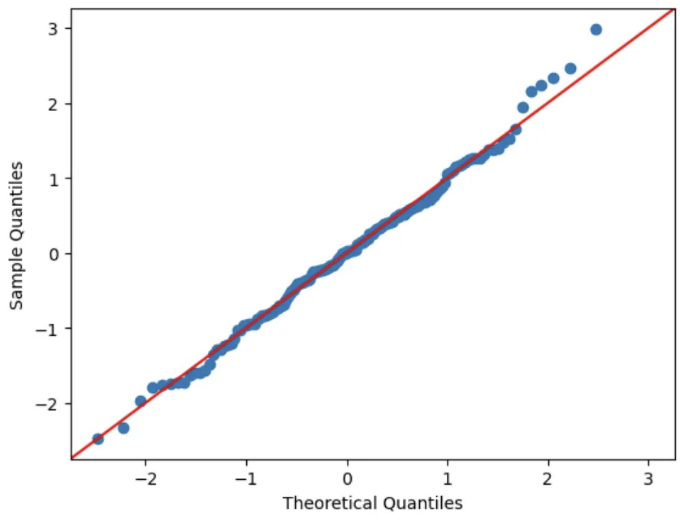 3
2
1
0
−1
−2
Sample Quantiles
−2 −1 0 1 2 3
Theoretical Quantiles